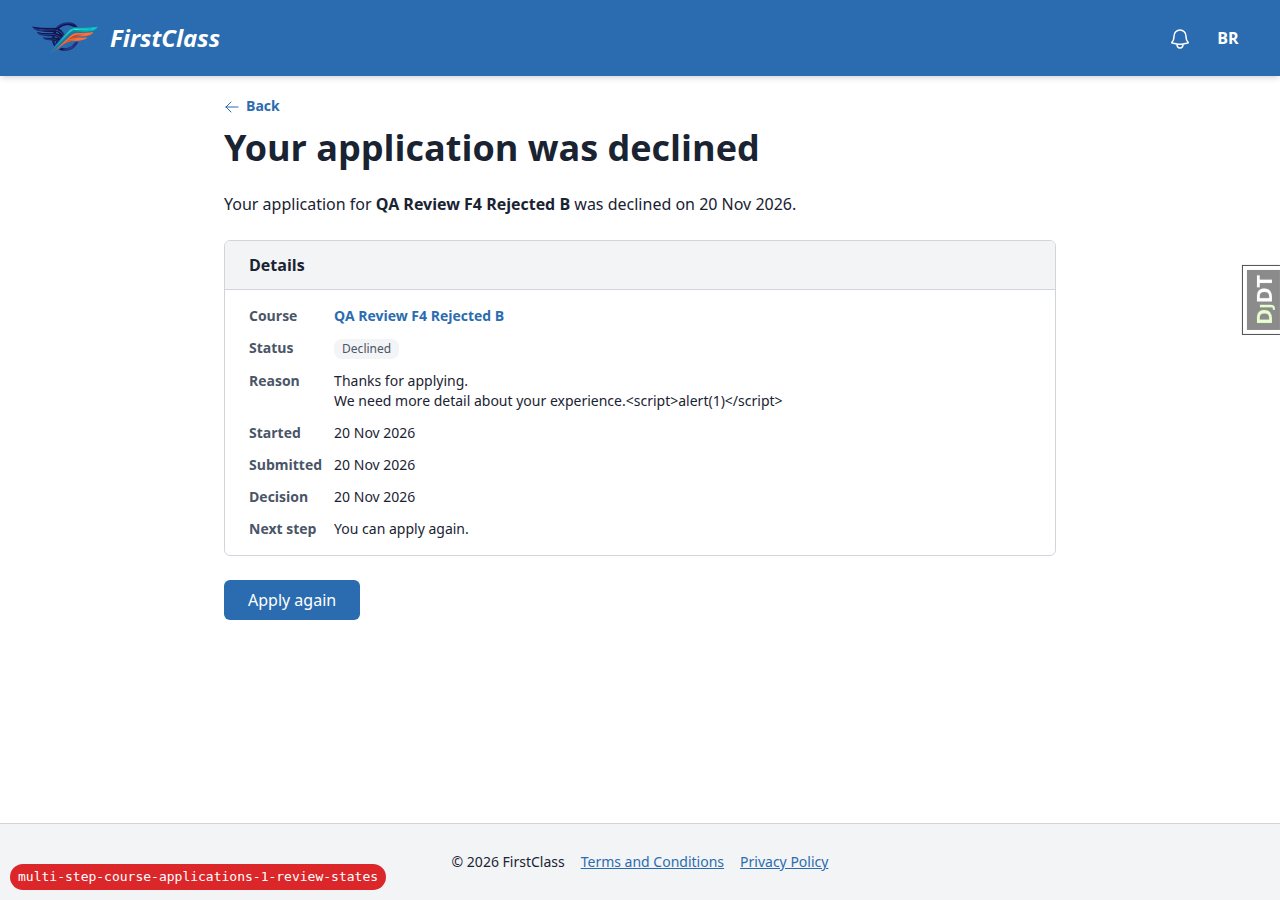 FirstClass
BR
Back
Your application was declined
Your application for QA Review F4 Rejected B was declined on 20 Nov 2026.
Details
Course QA Review F4 Rejected B
Status Declined
Reason Thanks for applying.
We need more detail about your experience.<script>alert(1)</script>
Started 20 Nov 2026
Submitted 20 Nov 2026
Decision 20 Nov 2026
Next step You can apply again.
Apply again
DjDT
© 2026 FirstClass Terms and Conditions Privacy Policy
multi-step-course-applications-1-review-states